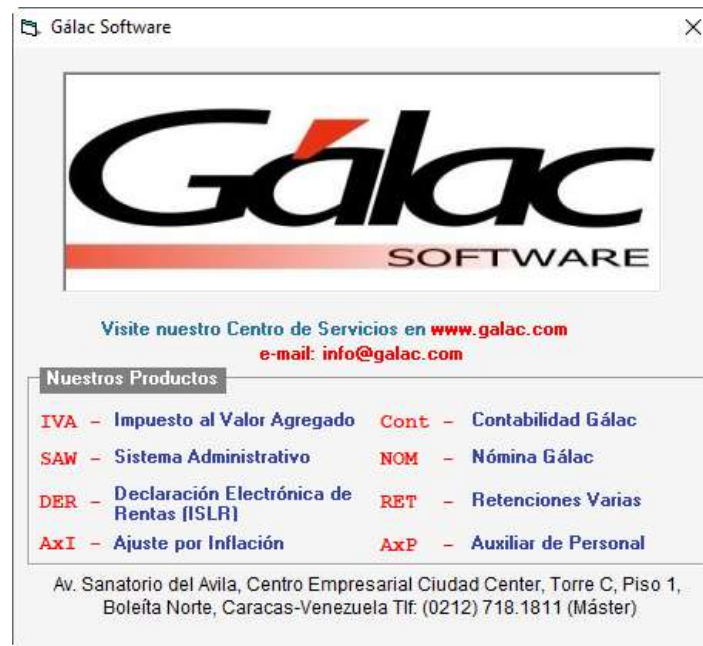 Gálac Software
Gálac
SOFTWARE
Visite nuestro Centro de Servicios en www.galac.com
e-mail: info@galac.com
Nuestros Productos
IVA - Impuesto al Valor Agregado
Cont - Contabilidad Gálac
SAW - Sistema Administrativo
NOM - Nómina Gálac
DER - Declaración Electrónica de
Rentas (ISLR)
RET - Retenciones Varias
AxI - Ajuste por Inflación
AxP - Auxiliar de Personal
Av. Sanatorio del Avila, Centro Empresarial Ciudad Center, Torre C, Piso 1,
Boleíta Norte, Caracas-Venezuela Tlf: (0212) 718.1811 (Máster)